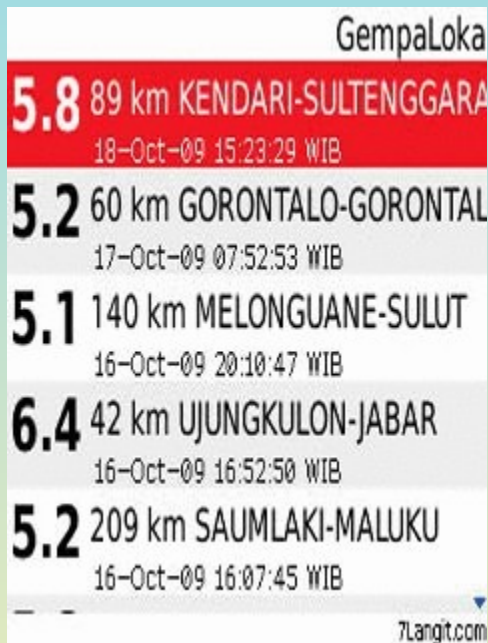 GempaLoka
5.8 89 km KENDARI-SULTENGGARA
18-Oct-09 15:23:29 WIB
5.2 60 km GORONTALO-GORONTAL
17-Oct-09 07:52:53 WIB
5.1 140 km MELONGUANE-SULUT
16-Oct-09 20:10:47 WIB
6.4 42 km UJUNGKULON-JABAR
16-Oct-09 16:52:50 WIB
5.2 209 km SAUMLAKI-MALUKU
16-Oct-09 16:07:45 WIB
7Langit.com